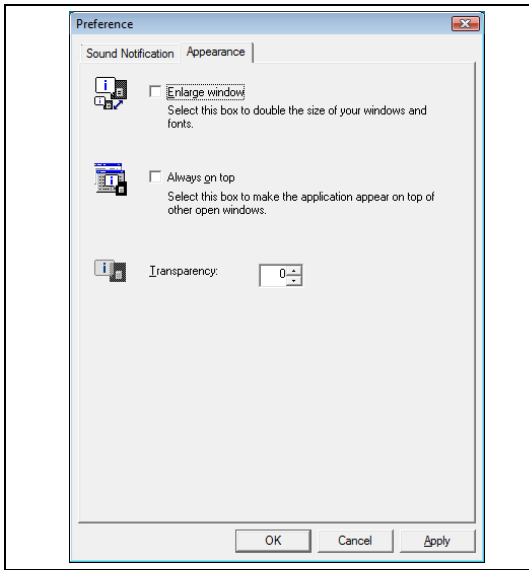 Preference
Sound Notification
Appearance
Enlarge window
Select this box to double the size of your windows and
fonts.
Always on top
Select this box to make the application appear on top of
other open windows.
Transparency:
0
OK
Cancel
Apply